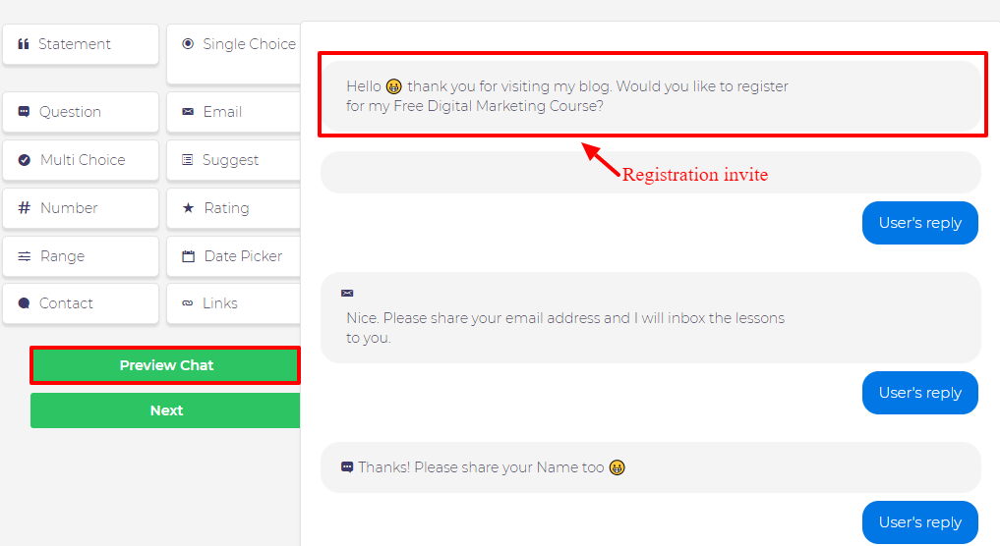 Statement
Single Choice
Question
Email
Multi Choice
Suggest
Number
Rating
Range
Date Picker
Contact
Links
Preview Chat
Next
Hello 😀 thank you for visiting my blog. Would you like to register
for my Free Digital Marketing Course?
Registration invite
User's reply
Nice. Please share your email address and I will inbox the lessons
to you.
User's reply
Thanks! Please share your Name too 😀
User's reply